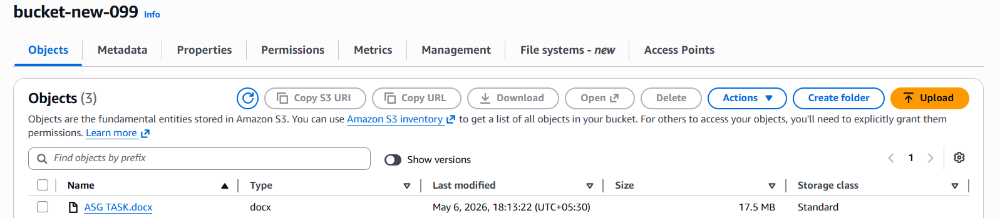 bucket-new-099 Info
Objects Metadata Properties Permissions Metrics Management File systems - new Access Points
Objects (3) Copy S3 URI Copy URL Download Open Delete Actions Create folder Upload
Objects are the fundamental entities stored in Amazon S3. You can use Amazon S3 inventory to get a list of all objects in your bucket. For others to access your objects, you'll need to explicitly grant them
permissions. Learn more
Find objects by prefix Show versions 1
Name Type Last modified Size Storage class
ASG TASK.docx docx May 6, 2026, 18:13:22 (UTC+05:30) 17.5 MB Standard